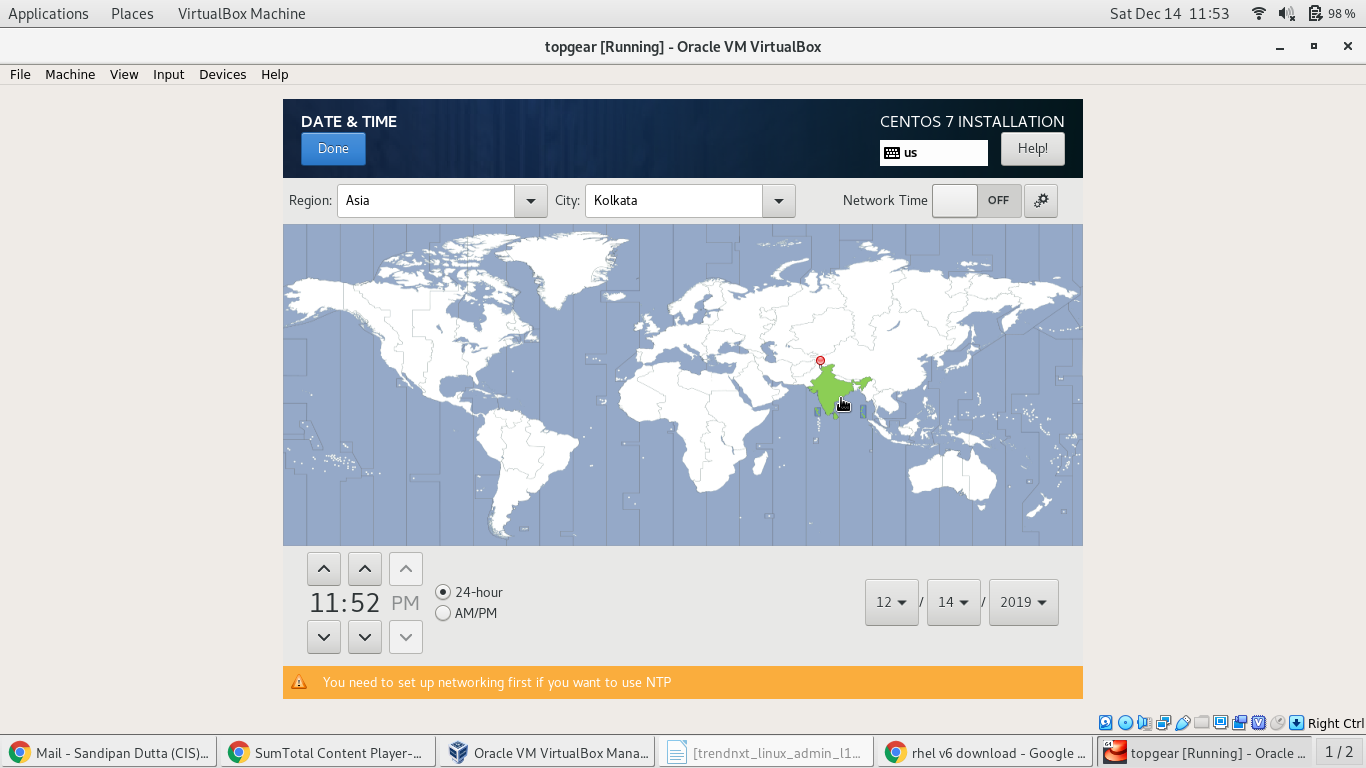 Applications Places VirtualBox Machine Sat Dec 14 11:53 98 %
topgear [Running] - Oracle VM VirtualBox
File Machine View Input Devices Help
DATE & TIME CENTOS 7 INSTALLATION
Done us Help!
Region: Asia City: Kolkata Network Time OFF
11:52 PM
24-hour
AM/PM
12 / 14 / 2019
You need to set up networking first if you want to use NTP
Right Ctrl
Mail - Sandipan Dutta (CIS)... SumTotal Content Player-... Oracle VM VirtualBox Mana... [trendnxt_linux_admin_l1... rhel v6 download - Google ... topgear [Running] - Oracle ... 1 / 2